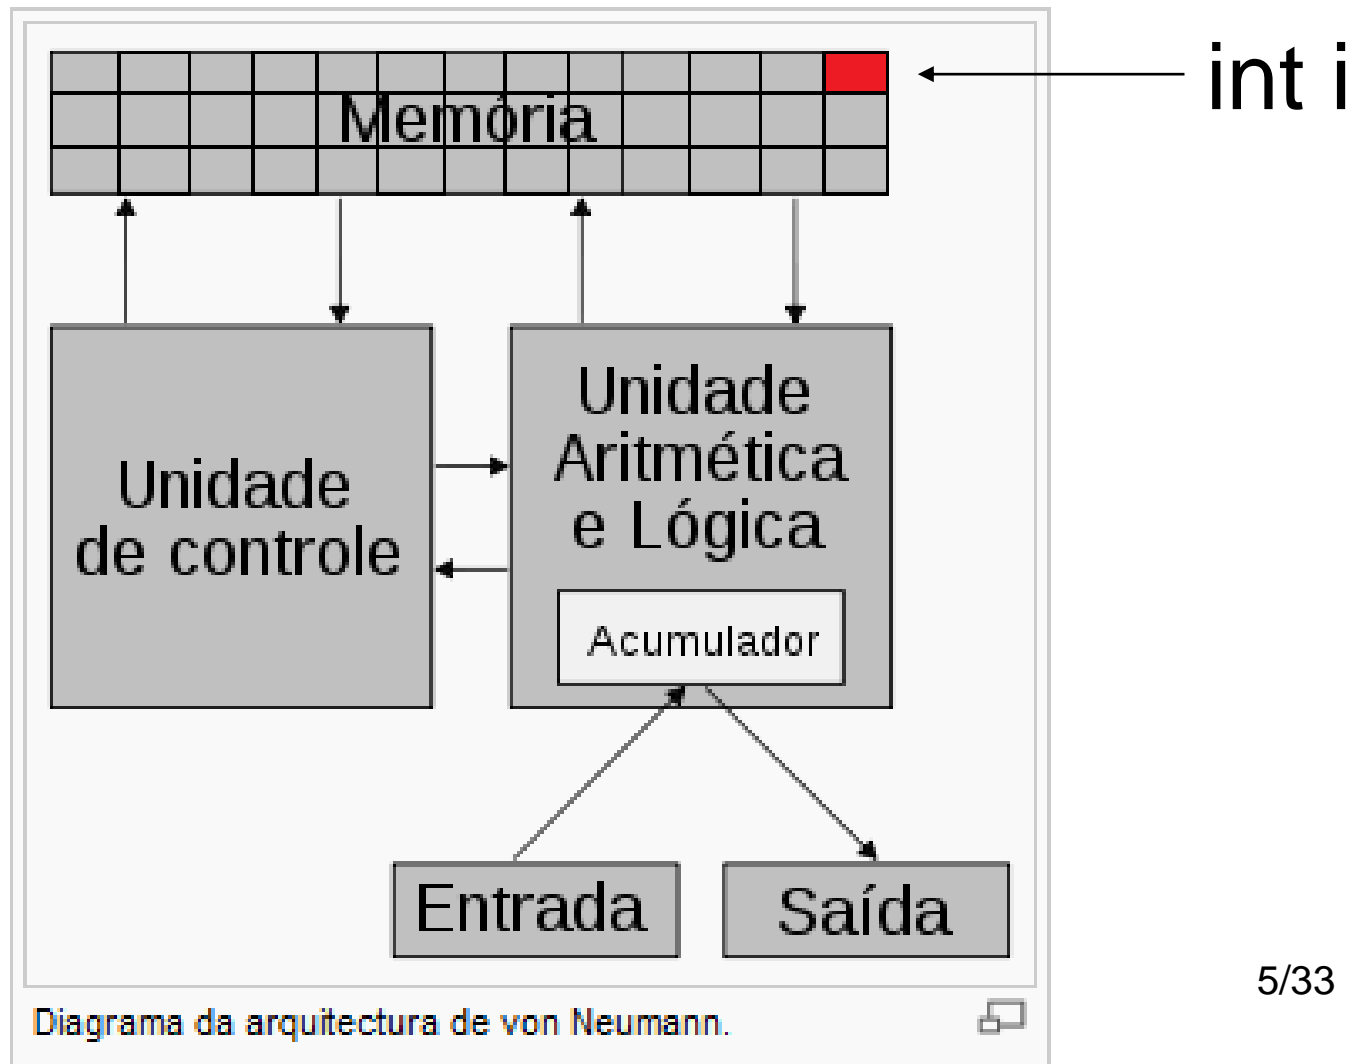 int i
Memória
Unidade
de controle
Unidade
Aritmética
e Lógica
Acumulador
Entrada
Saída
5/33
Diagrama da arquitectura de von Neumann.